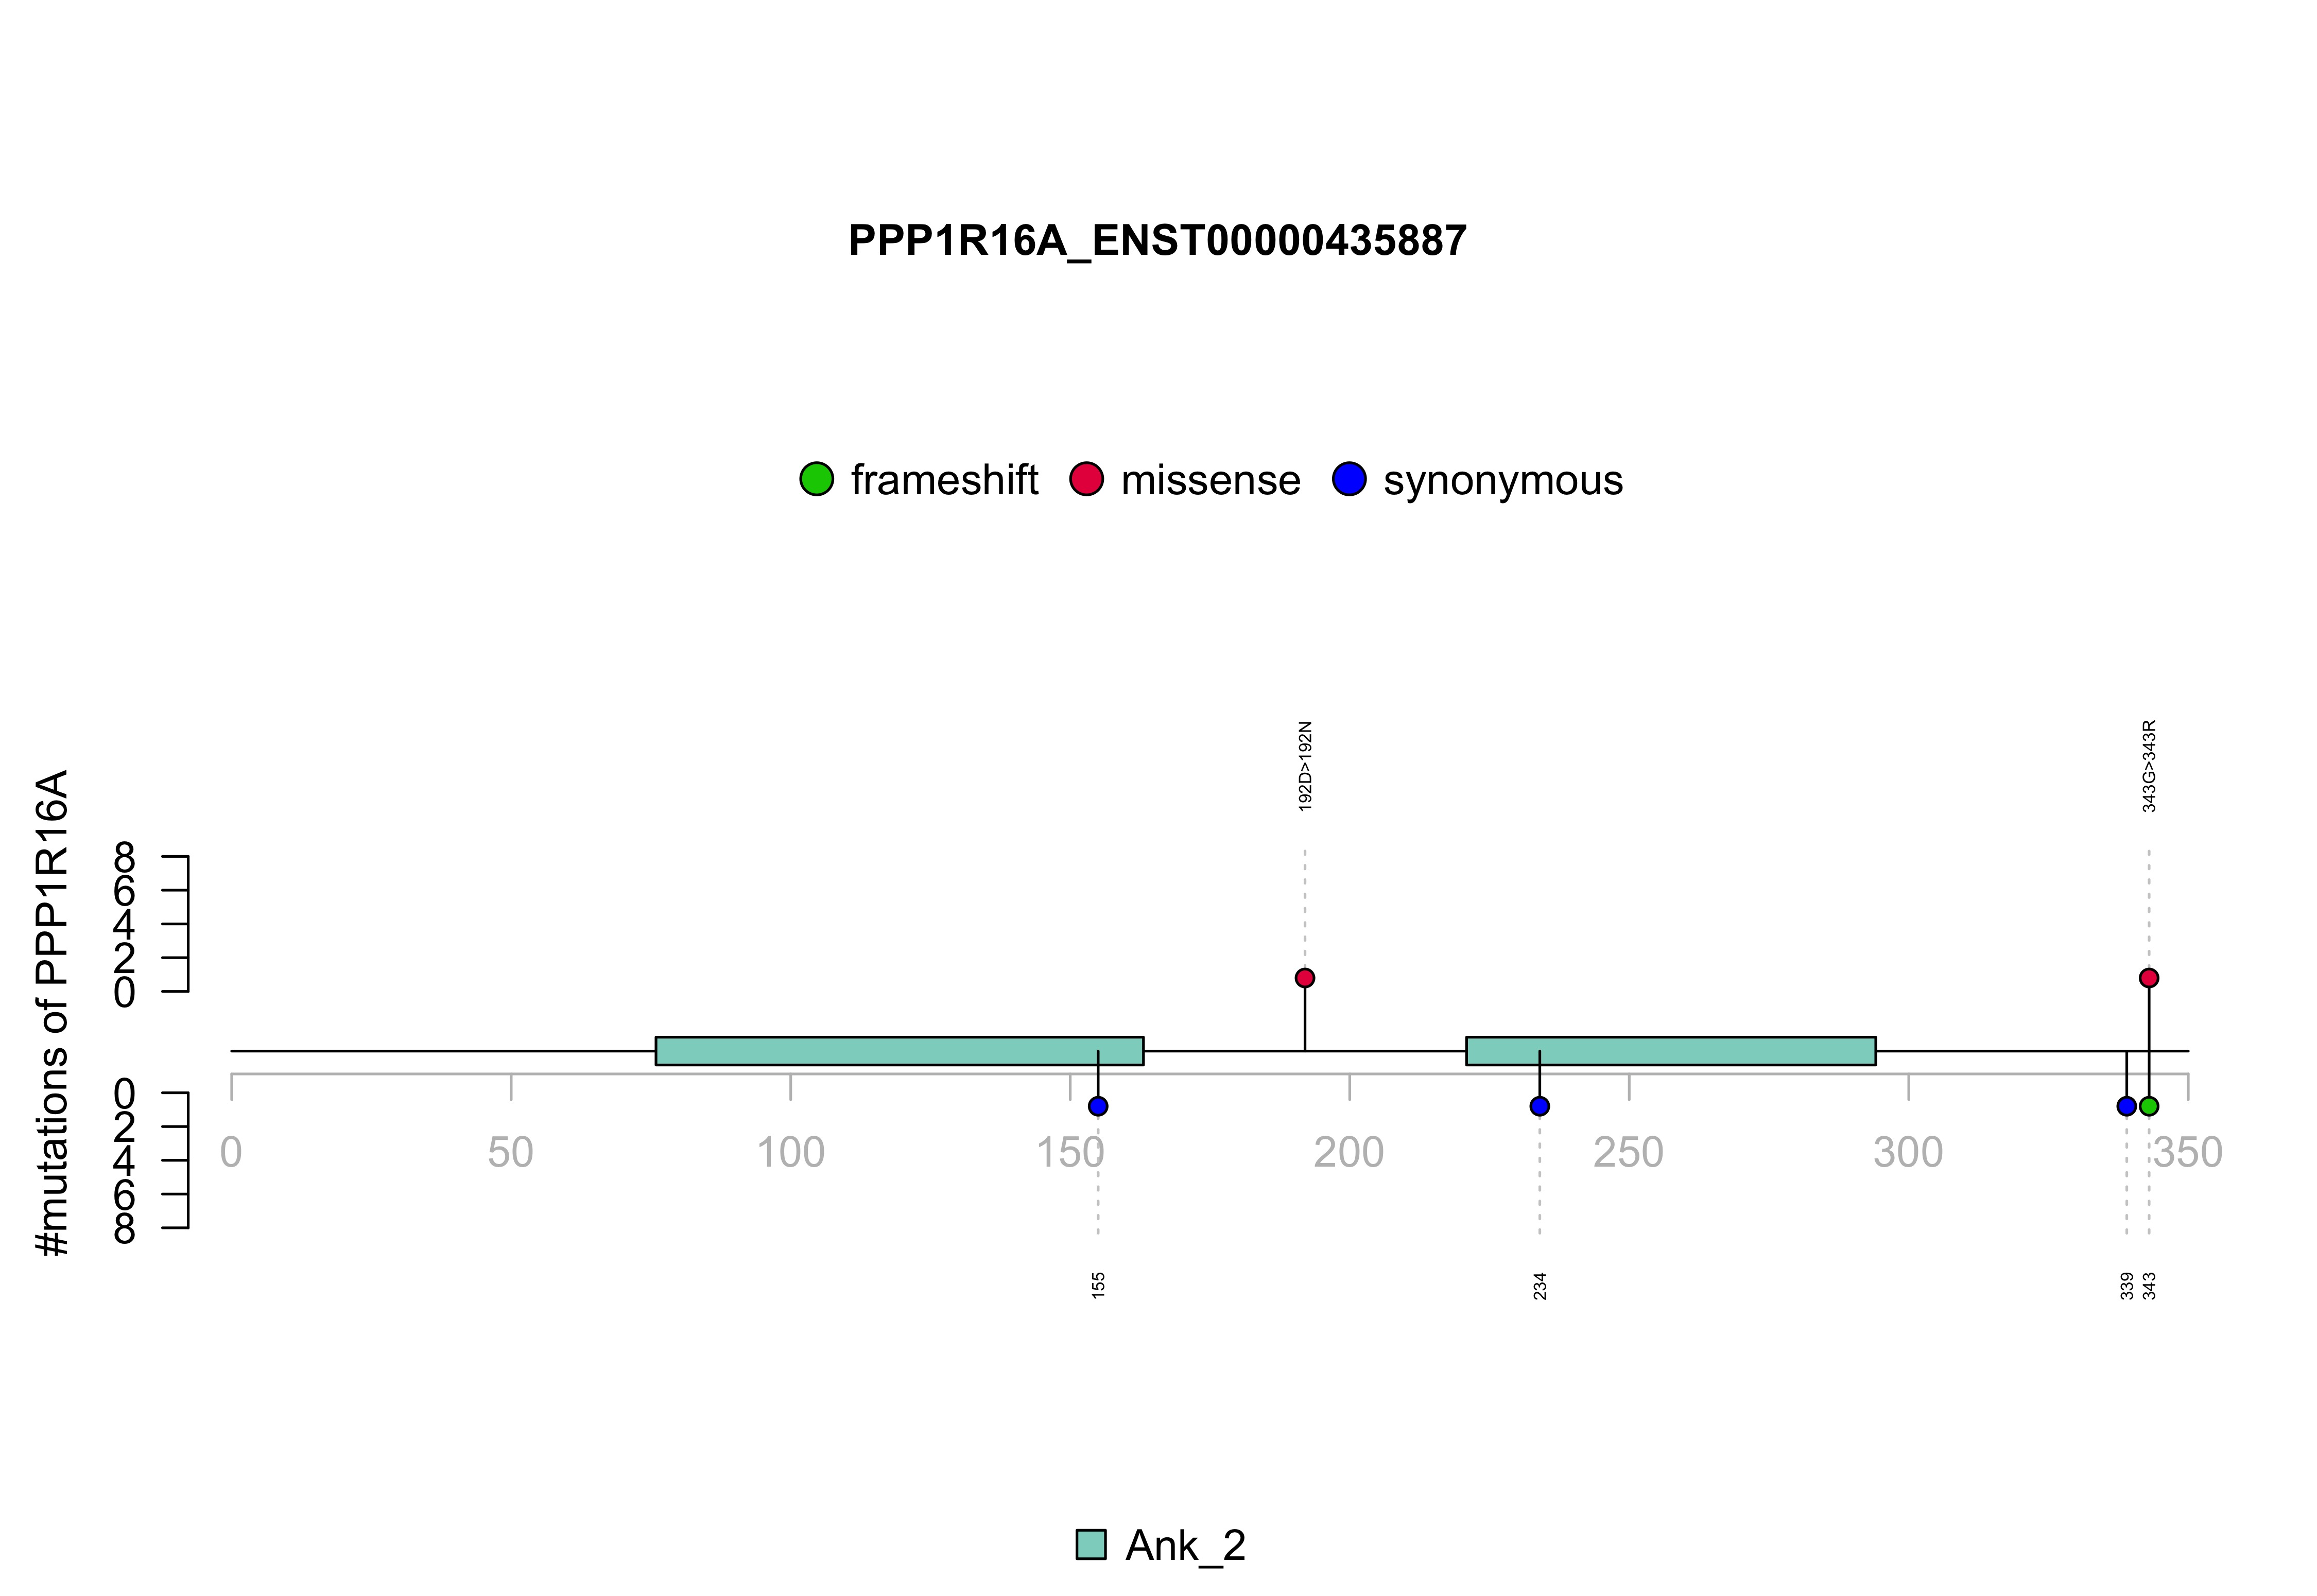 PPP1R16A_ENST00000435887
frameshift missense synonymous
#mutations of PPP1R16A
192D>192N
343G>343R
8
6
4
2
0
0
2
4
6
8
0 50 100 150 200 250 300 350
155 234 339 343
Ank_2